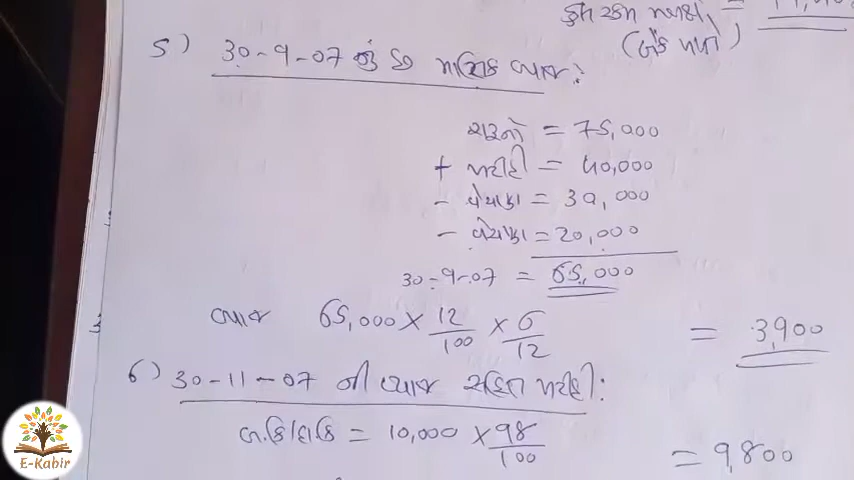 કુલ રકમ
(બેંક
5) 30-9-07 નું છ માસિક વ્યાજ:
શરૂનો = 75,000
+ ખરીદી = 40,000
- વેચાણ = 30,000
- વેચાણ = 20,000
30-9-07 = 65,000
વ્યાજ 65,000 × 12/100 × 6/12 = 3,900
6) 30-11-07 ની વ્યાજ સહિત ખરીદી:
= 10,000 × 98/100 = 9,800
E-Kabir